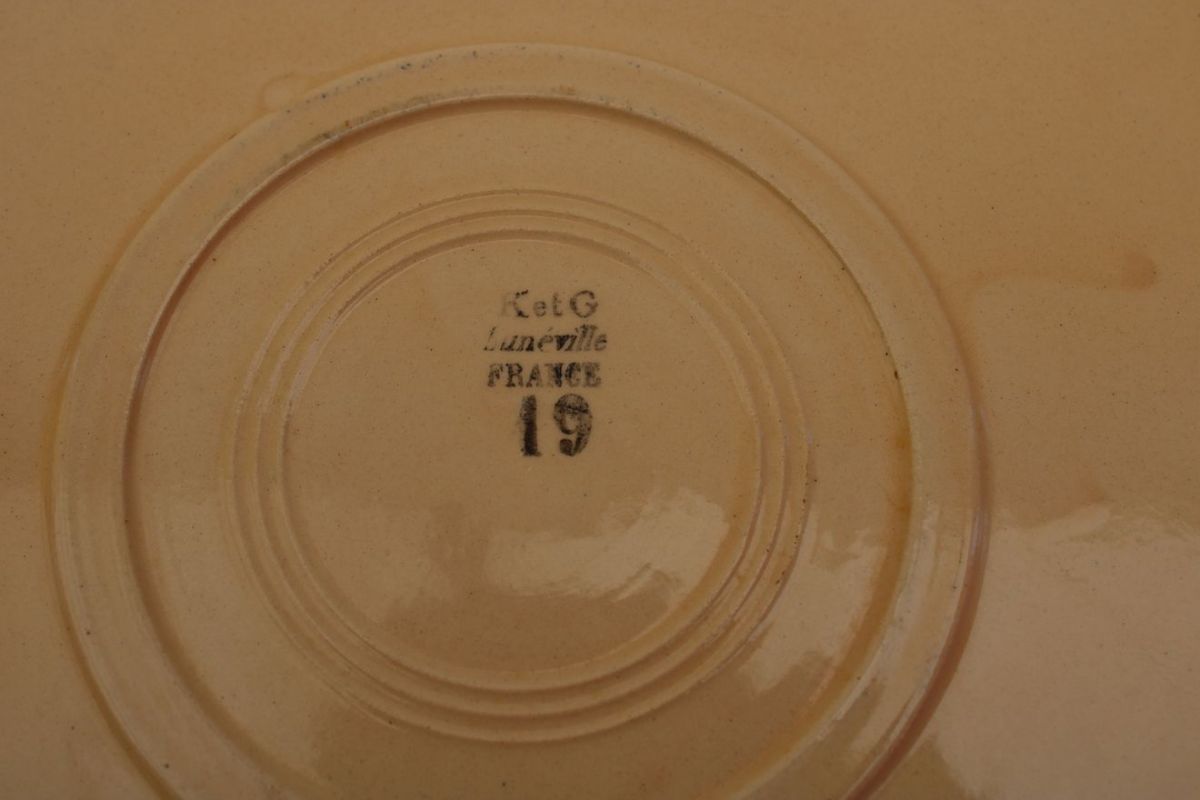 K et G
Lunéville
FRANCE
19